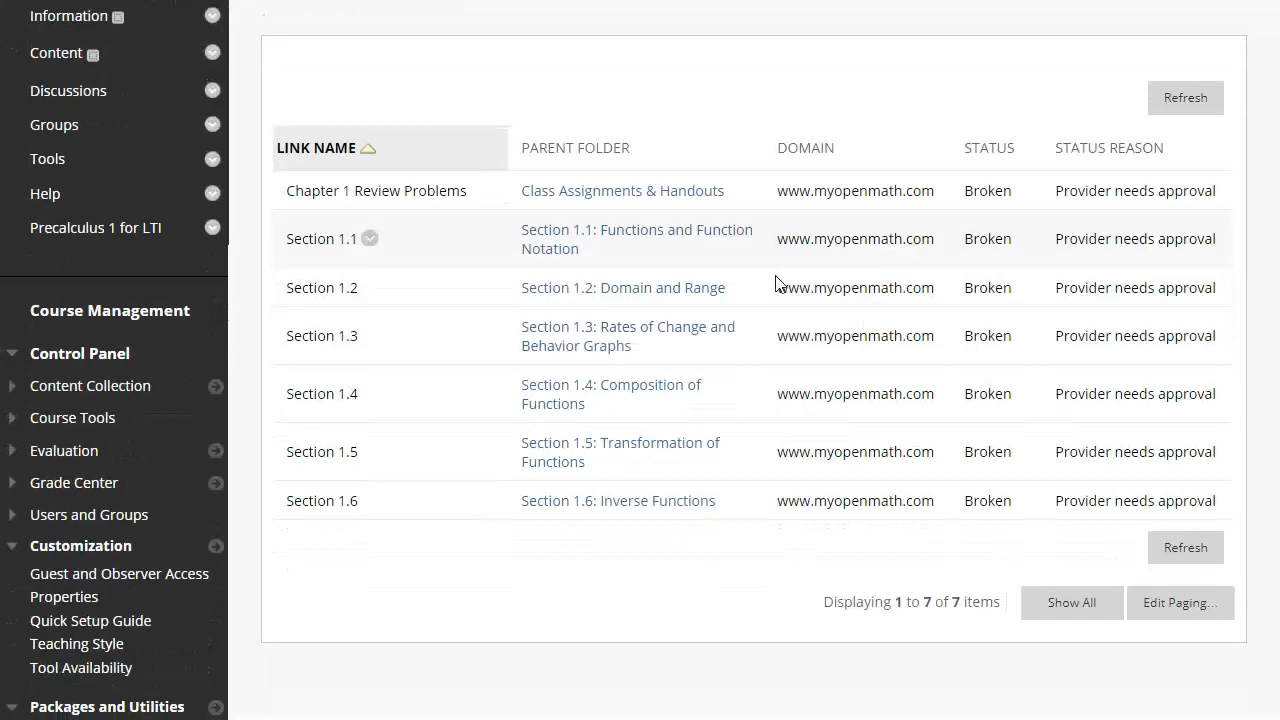 Information
Content
Discussions
Groups
Tools
Help
Precalculus 1 for LTI
Course Management
Control Panel
Content Collection
Course Tools
Evaluation
Grade Center
Users and Groups
Customization
Guest and Observer Access
Properties
Quick Setup Guide
Teaching Style
Tool Availability
Packages and Utilities
Refresh
LINK NAME PARENT FOLDER DOMAIN STATUS STATUS REASON
Chapter 1 Review Problems Class Assignments & Handouts www.myopenmath.com Broken Provider needs approval
Section 1.1 Section 1.1: Functions and Function www.myopenmath.com Broken Provider needs approval
Notation
Section 1.2 Section 1.2: Domain and Range www.myopenmath.com Broken Provider needs approval
Section 1.3 Section 1.3: Rates of Change and www.myopenmath.com Broken Provider needs approval
Behavior Graphs
Section 1.4 Section 1.4: Composition of www.myopenmath.com Broken Provider needs approval
Functions
Section 1.5 Section 1.5: Transformation of www.myopenmath.com Broken Provider needs approval
Functions
Section 1.6 Section 1.6: Inverse Functions www.myopenmath.com Broken Provider needs approval
Refresh
Displaying 1 to 7 of 7 items Show All Edit Paging...